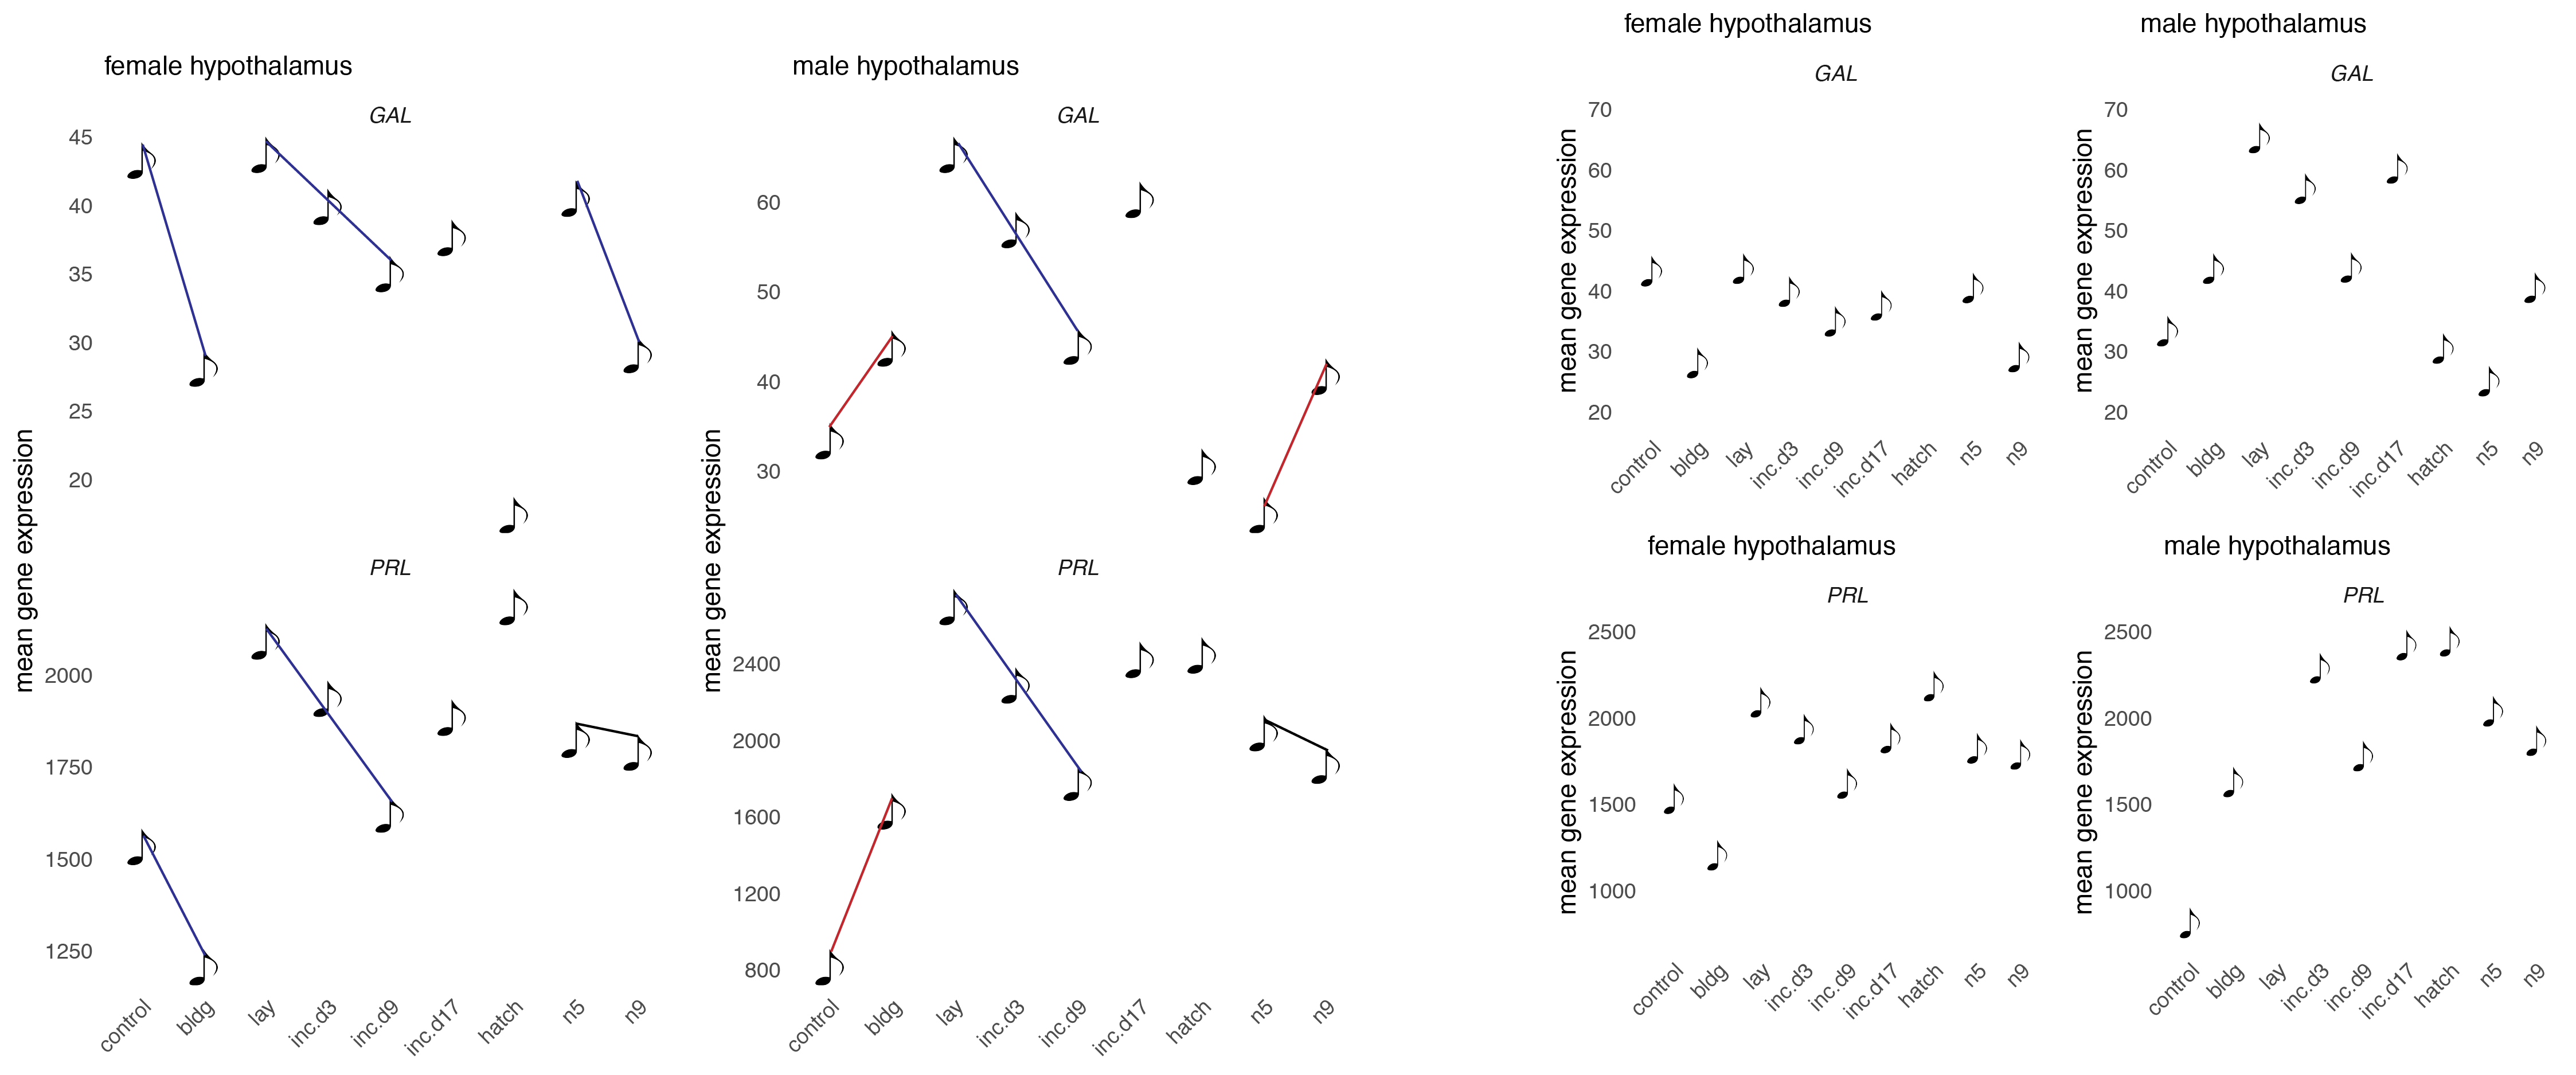 female hypothalamus
GAL
45
40
35
30
25
20
mean gene expression
PRL
2000
1750
1500
1250
control
bldg
lay
inc.d3
inc.d9
inc.d17
hatch
n5
n9
male hypothalamus
GAL
60
50
40
30
mean gene expression
PRL
2400
2000
1600
1200
800
control
bldg
lay
inc.d3
inc.d9
inc.d17
hatch
n5
n9
female hypothalamus
GAL
70
60
50
40
30
20
mean gene expression
control
bldg
lay
inc.d3
inc.d9
inc.d17
hatch
n5
n9
male hypothalamus
GAL
70
60
50
40
30
20
mean gene expression
control
bldg
lay
inc.d3
inc.d9
inc.d17
hatch
n5
n9
female hypothalamus
PRL
2500
2000
1500
1000
mean gene expression
control
bldg
lay
inc.d3
inc.d9
inc.d17
hatch
n5
n9
male hypothalamus
PRL
2500
2000
1500
1000
mean gene expression
control
bldg
lay
inc.d3
inc.d9
inc.d17
hatch
n5
n9